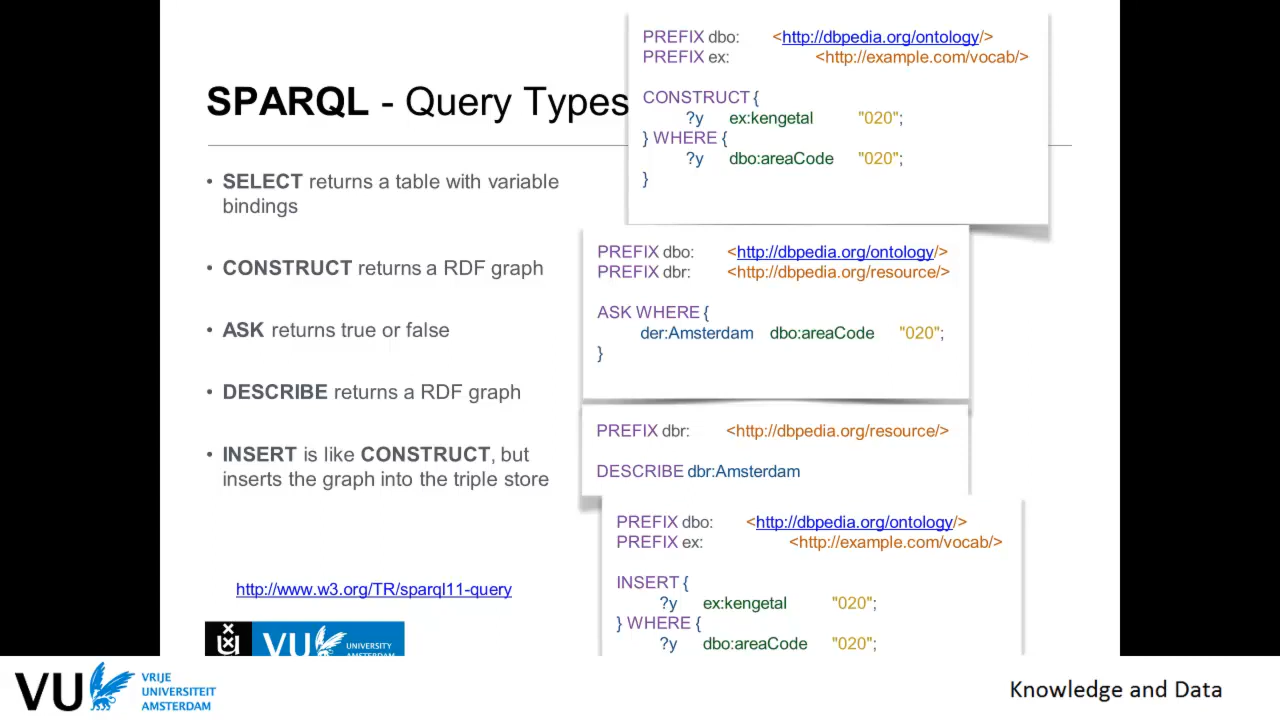 SPARQL - Query Types
• SELECT returns a table with variable
bindings
• CONSTRUCT returns a RDF graph
• ASK returns true or false
• DESCRIBE returns a RDF graph
• INSERT is like CONSTRUCT, but
inserts the graph into the triple store
http://www.w3.org/TR/sparql11-query
PREFIX dbo: <http://dbpedia.org/ontology/>
PREFIX ex: <http://example.com/vocab/>
CONSTRUCT {
?y ex:kengetal "020";
} WHERE {
?y dbo:areaCode "020";
}
PREFIX dbo: <http://dbpedia.org/ontology/>
PREFIX dbr: <http://dbpedia.org/resource/>
ASK WHERE {
der:Amsterdam dbo:areaCode "020";
}
PREFIX dbr: <http://dbpedia.org/resource/>
DESCRIBE dbr:Amsterdam
PREFIX dbo: <http://dbpedia.org/ontology/>
PREFIX ex: <http://example.com/vocab/>
INSERT {
?y ex:kengetal "020";
} WHERE {
?y dbo:areaCode "020";
VU UNIVERSITY
AMSTERDAM
VU VRIJE
UNIVERSITEIT
AMSTERDAM
Knowledge and Data